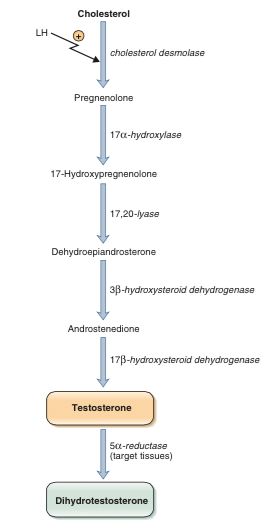 Cholesterol
LH
+
cholesterol desmolase
Pregnenolone
17α-hydroxylase
17-Hydroxypregnenolone
17,20-lyase
Dehydroepiandrosterone
3β-hydroxysteroid dehydrogenase
Androstenedione
17β-hydroxysteroid dehydrogenase
Testosterone
5α-reductase
(target tissues)
Dihydrotestosterone